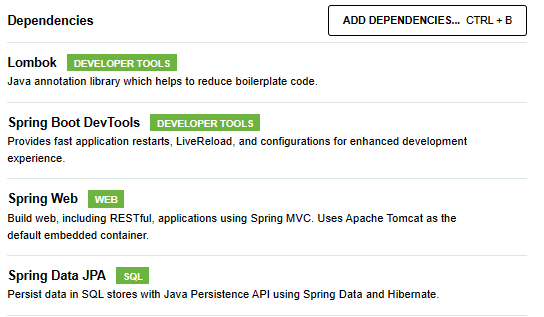 Dependencies
ADD DEPENDENCIES... CTRL + B
Lombok DEVELOPER TOOLS
Java annotation library which helps to reduce boilerplate code.
Spring Boot DevTools DEVELOPER TOOLS
Provides fast application restarts, LiveReload, and configurations for enhanced development
experience.
Spring Web WEB
Build web, including RESTful, applications using Spring MVC. Uses Apache Tomcat as the
default embedded container.
Spring Data JPA SQL
Persist data in SQL stores with Java Persistence API using Spring Data and Hibernate.